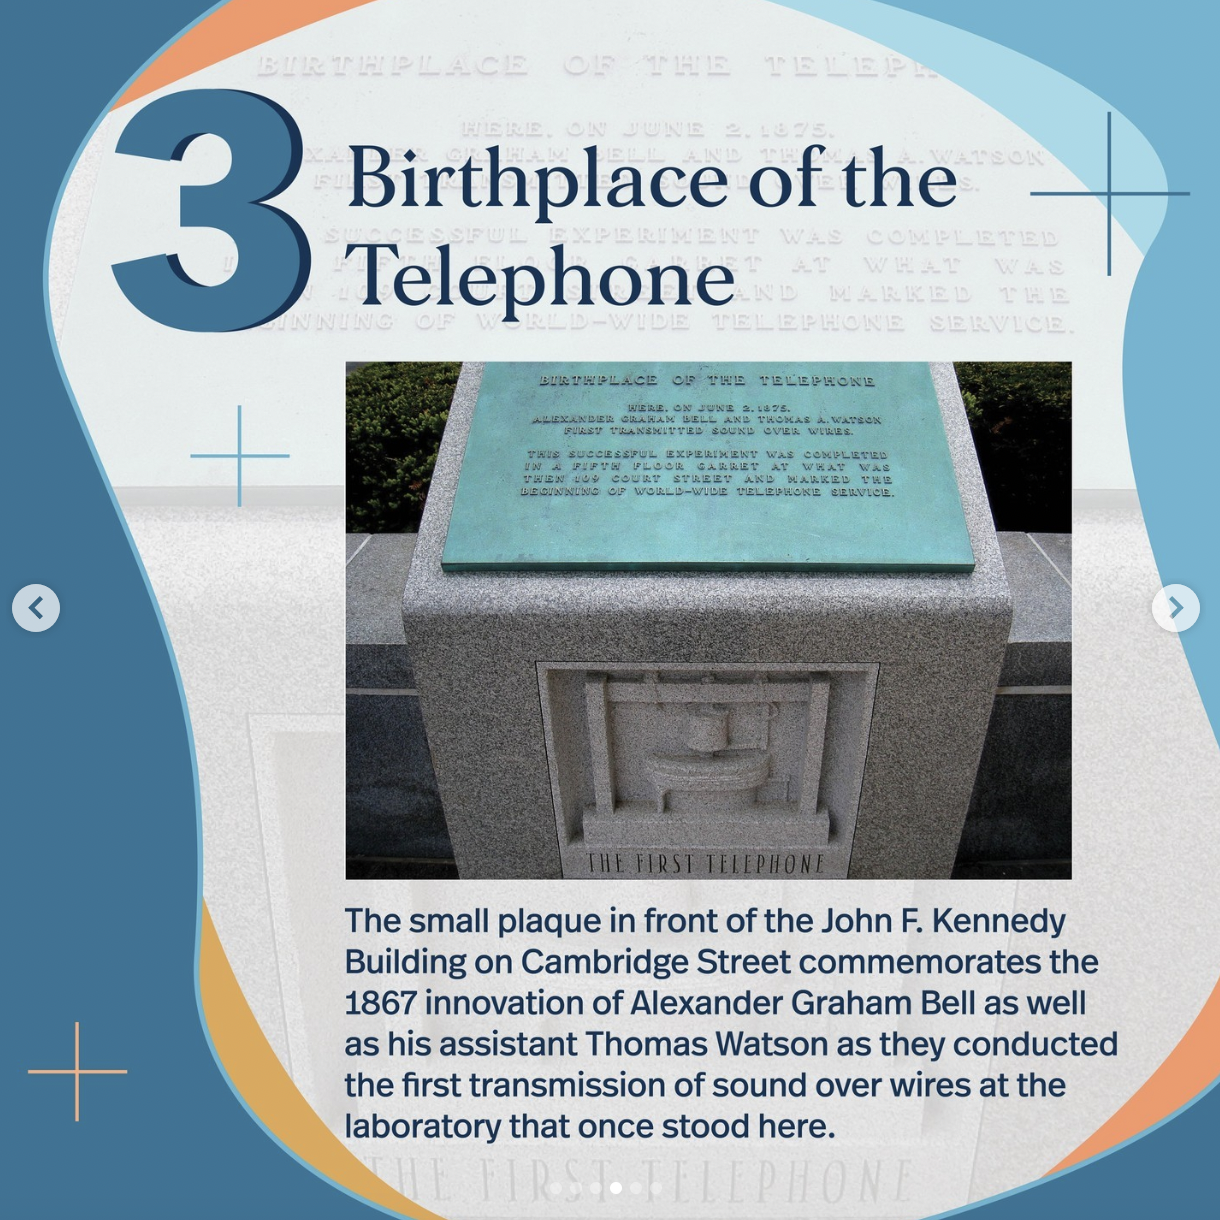 3
Birthplace of the
Telephone
BIRTHPLACE OF THE TELEPHONE
HERE, ON JUNE 2, 1875,
ALEXANDER GRAHAM BELL AND THOMAS A. WATSON
FIRST TRANSMITTED SOUND OVER WIRES.
THIS SUCCESSFUL EXPERIMENT WAS COMPLETED
IN A FIFTH FLOOR GARRET AT WHAT WAS
THEN 109 COURT STREET AND MARKED THE
BEGINNING OF WORLD-WIDE TELEPHONE SERVICE.
THE FIRST TELEPHONE
The small plaque in front of the John F. Kennedy
Building on Cambridge Street commemorates the
1867 innovation of Alexander Graham Bell as well
as his assistant Thomas Watson as they conducted
the first transmission of sound over wires at the
laboratory that once stood here.
THE FIRST TELEPHONE